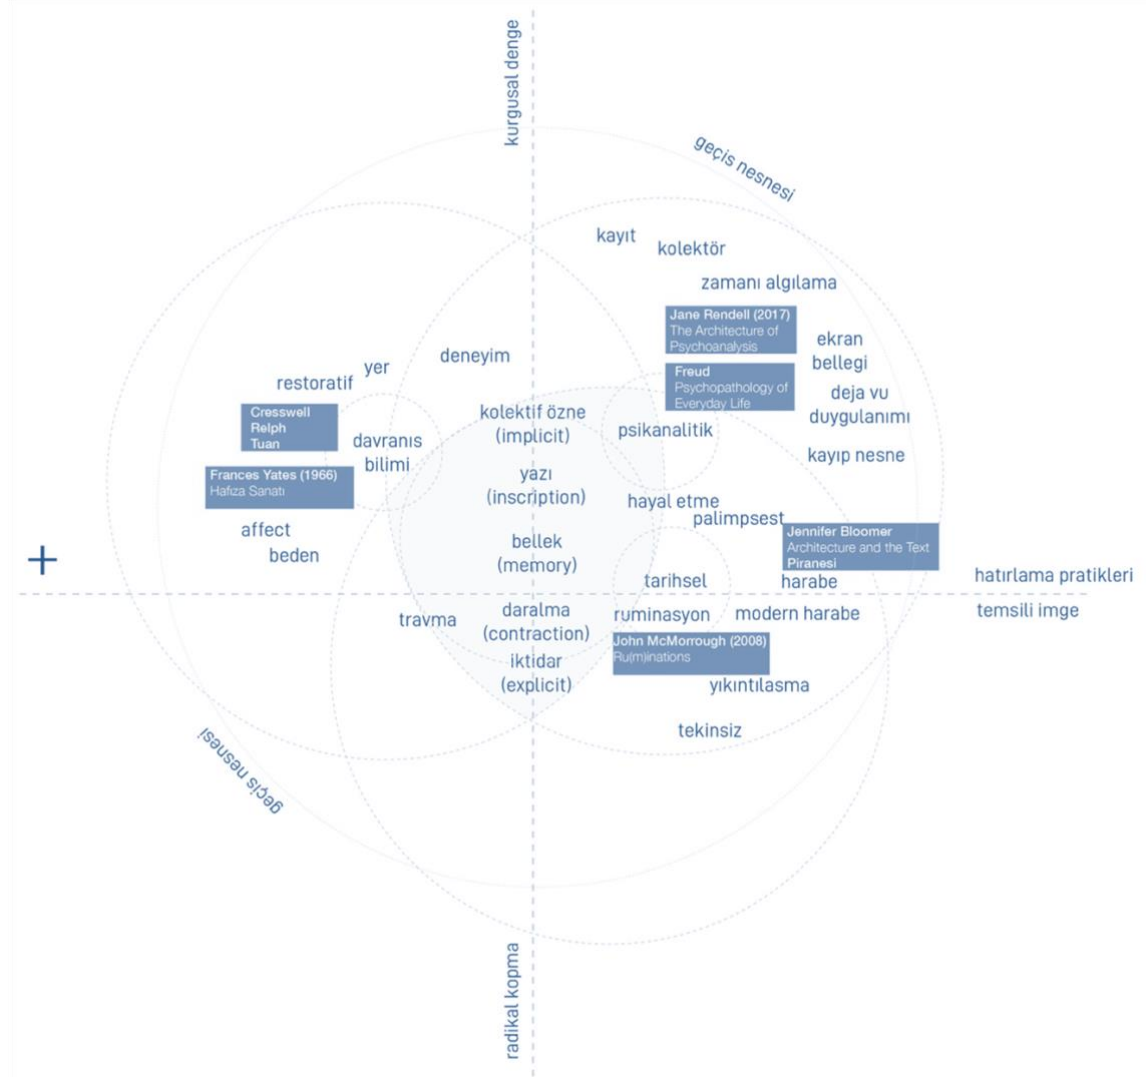 kurgusal denge
geçis nesnesi
kayıt
kolektör
zamanı algılama
Jane Rendell (2017)
The Architecture of
Psychoanalysis
ekran
bellegi
deneyim
yer
restoratif
Freud
Psychopathology of
Everyday Life
deja vu
duygulanımı
Cresswell
Relph
Tuan
kolektif özne
(implicit)
psikanalitik
davranıs
bilimi
kayıp nesne
Frances Yates (1966)
Hafıza Sanatı
yazı
(inscription)
hayal etme
palimpsest
affect
beden
Jennifer Bloomer
Architecture and the Text
Piranesi
bellek
(memory)
+
tarihsel
harabe
hatırlama pratikleri
temsili imge
travma
daralma
(contraction)
ruminasyon
modern harabe
John McMorrough (2008)
Ru(m)inations
iktidar
(explicit)
yıkıntılasma
tekinsiz
geçis nesnesi
radikal kopma